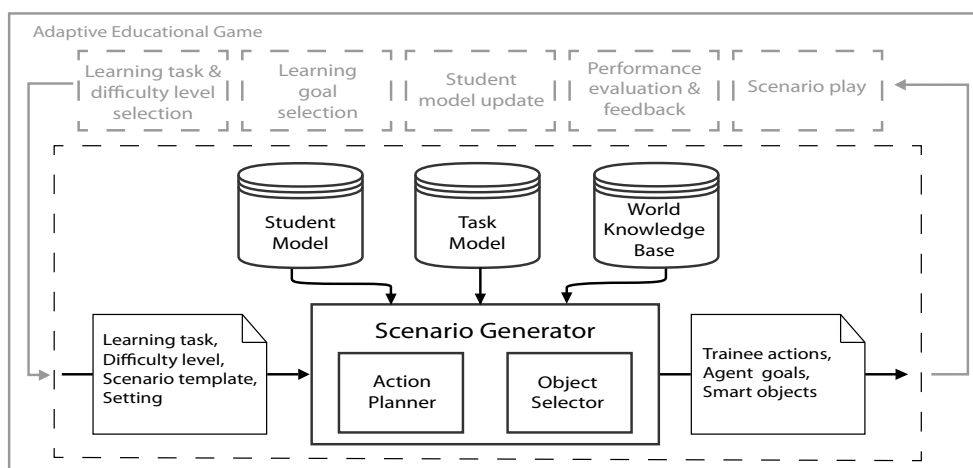 Adaptive Educational Game
Learning task &
difficulty level
selection
Learning
goal
selection
Student
model update
Performance
evaluation &
feedback
Scenario play
Student
Model
Task
Model
World
Knowledge
Base
Learning task,
Difficulty level,
Scenario template,
Setting
Scenario Generator
Action
Planner
Object
Selector
Trainee actions,
Agent goals,
Smart objects